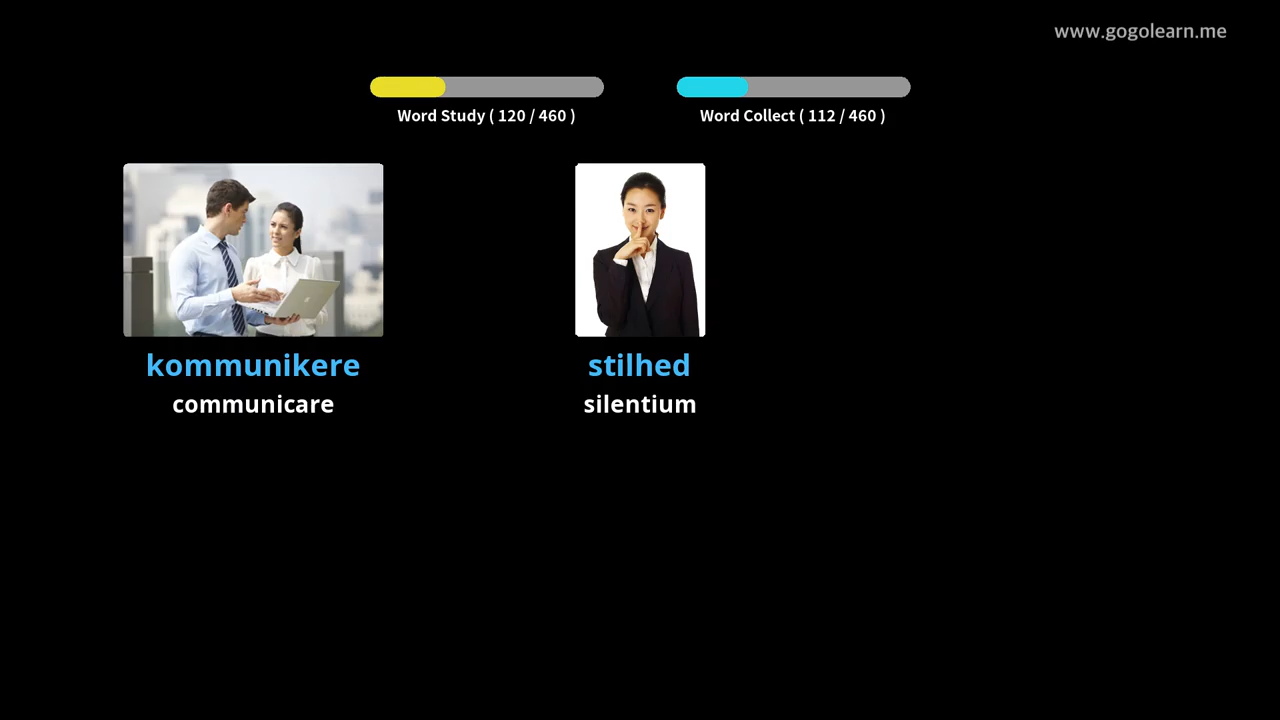 www.gogolearn.me
Word Study ( 120 / 460 )
Word Collect ( 112 / 460 )
kommunikere
communicare
stilhed
silentium